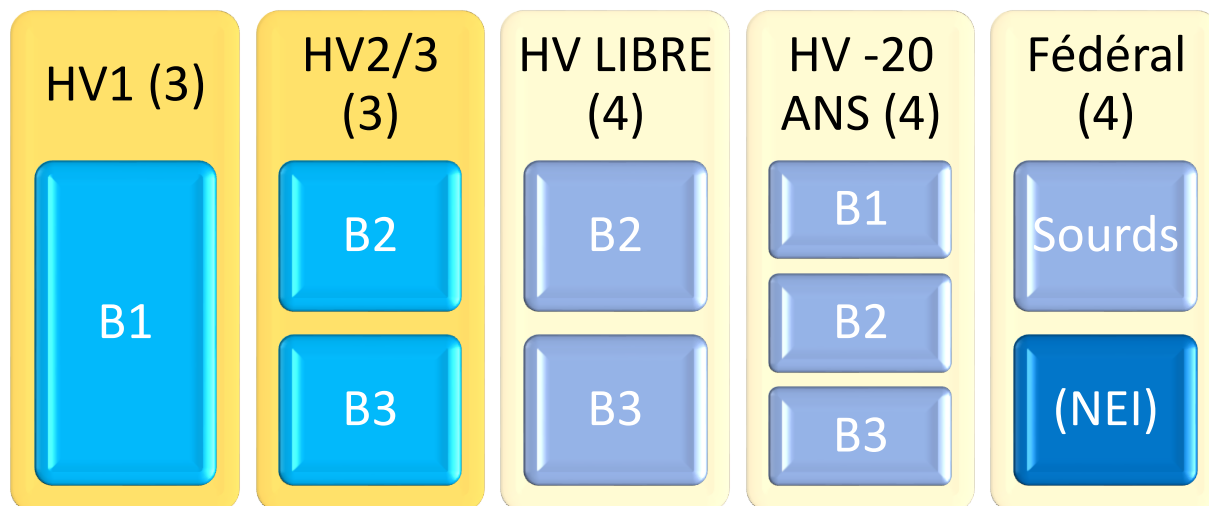 HV1 (3)
B1
HV2/3
(3)
B2
B3
HV LIBRE
(4)
B2
B3
HV -20
ANS (4)
B1
B2
B3
Fédéral
(4)
Sourds
(NEI)